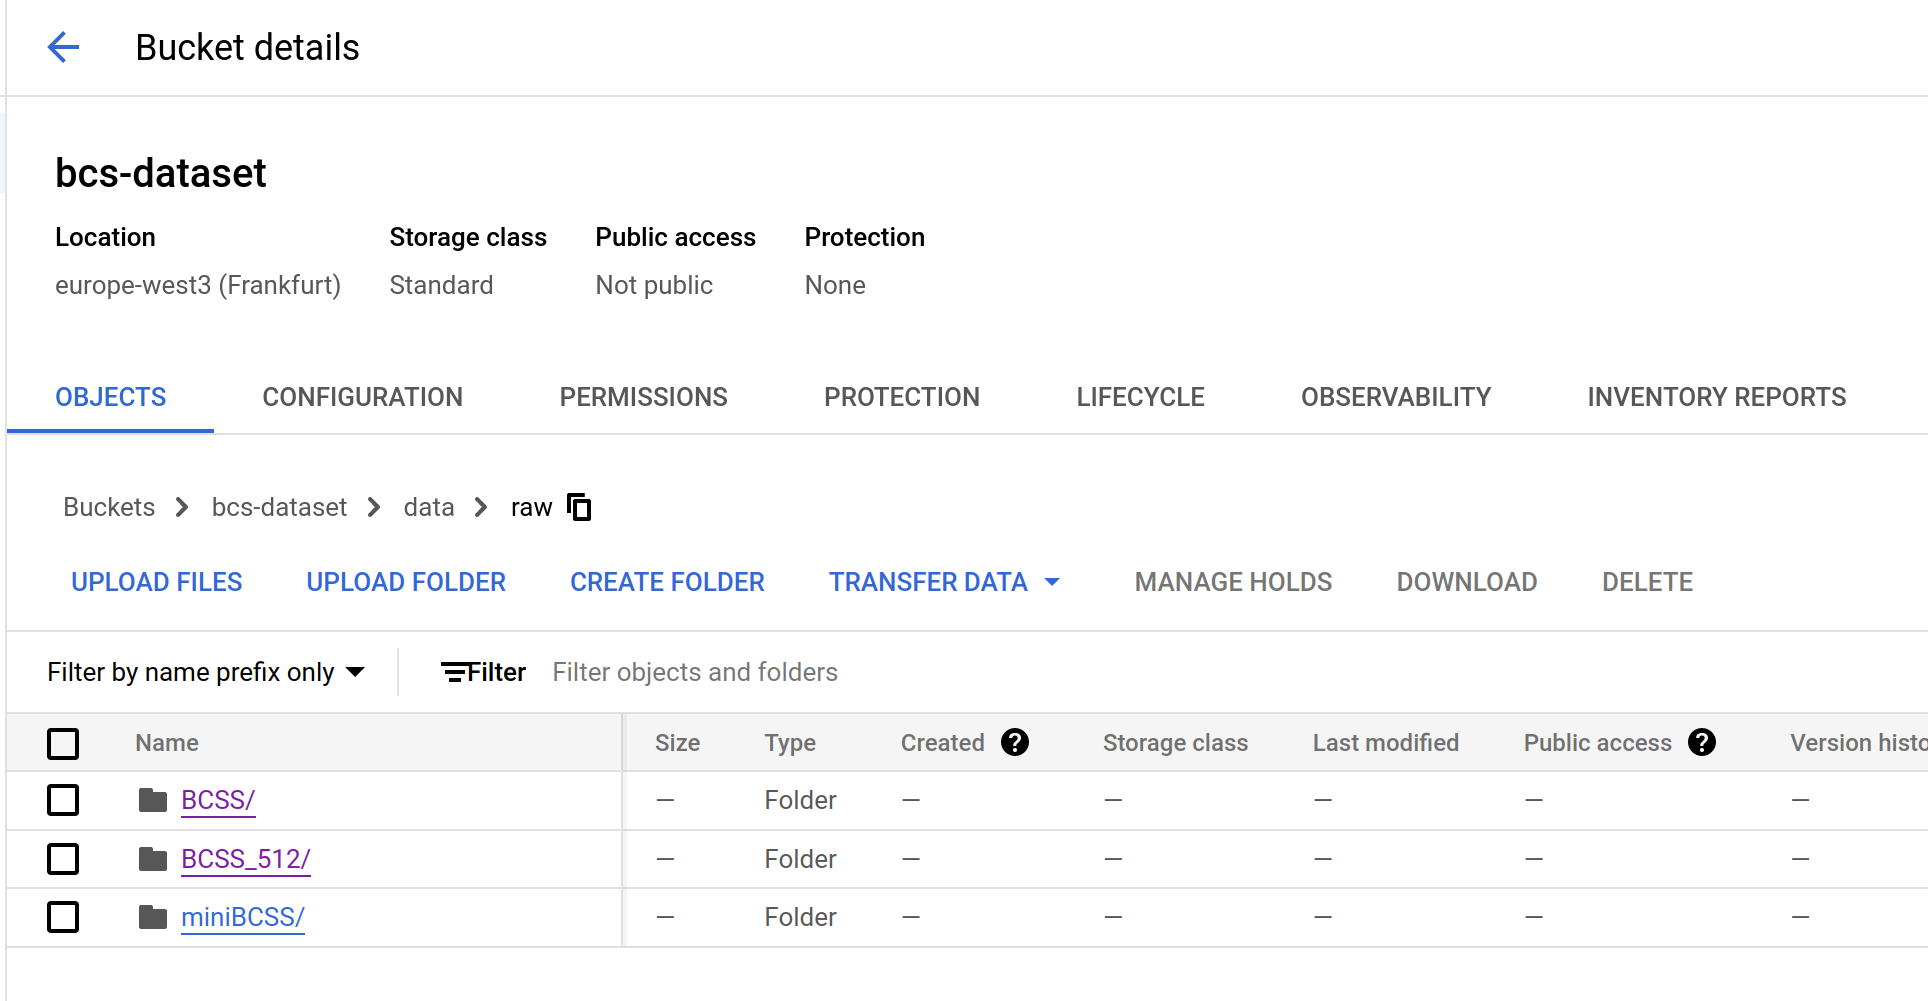 Bucket details
bcs-dataset
Location Storage class Public access Protection
europe-west3 (Frankfurt) Standard Not public None
OBJECTS CONFIGURATION PERMISSIONS PROTECTION LIFECYCLE OBSERVABILITY INVENTORY REPORTS
Buckets > bcs-dataset > data > raw
UPLOAD FILES UPLOAD FOLDER CREATE FOLDER TRANSFER DATA MANAGE HOLDS DOWNLOAD DELETE
Filter by name prefix only Filter Filter objects and folders
Name Size Type Created ? Storage class Last modified Public access ? Version histo
BCSS/ — Folder — — — — —
BCSS_512/ — Folder — — — — —
miniBCSS/ — Folder — — — — —